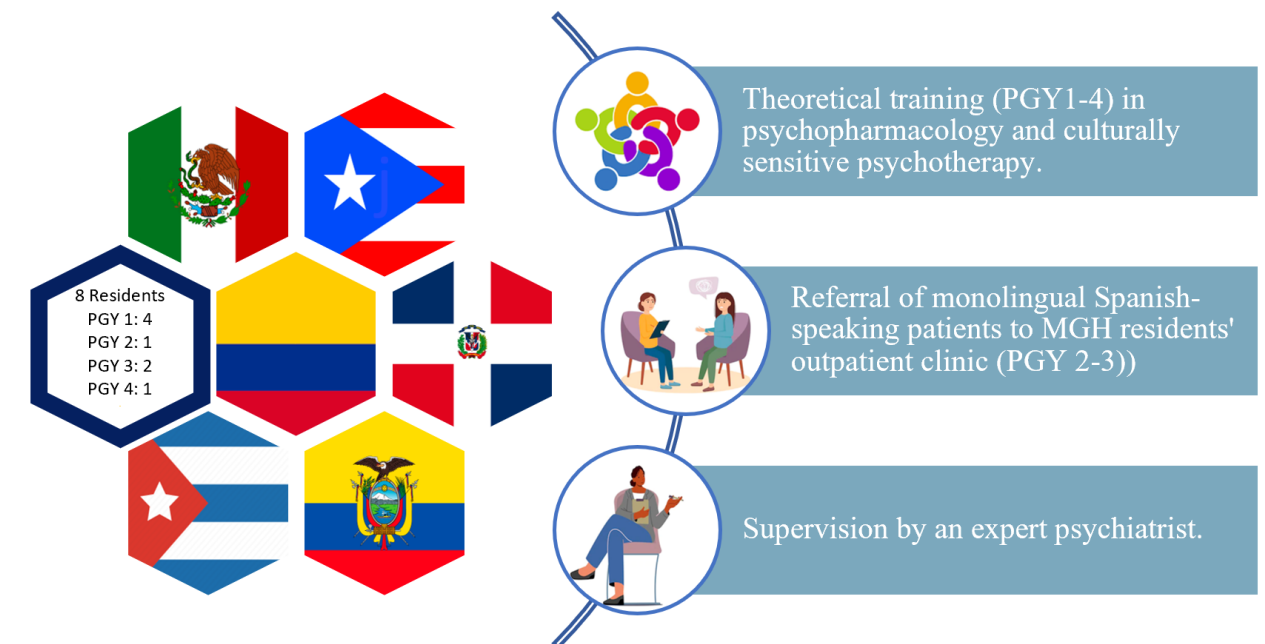 8 Residents
PGY 1: 4
PGY 2: 1
PGY 3: 2
PGY 4: 1
Theoretical training (PGY1-4) in
psychopharmacology and culturally
sensitive psychotherapy.
Referral of monolingual Spanish-
speaking patients to MGH residents'
outpatient clinic (PGY 2-3))
Supervision by an expert psychiatrist.